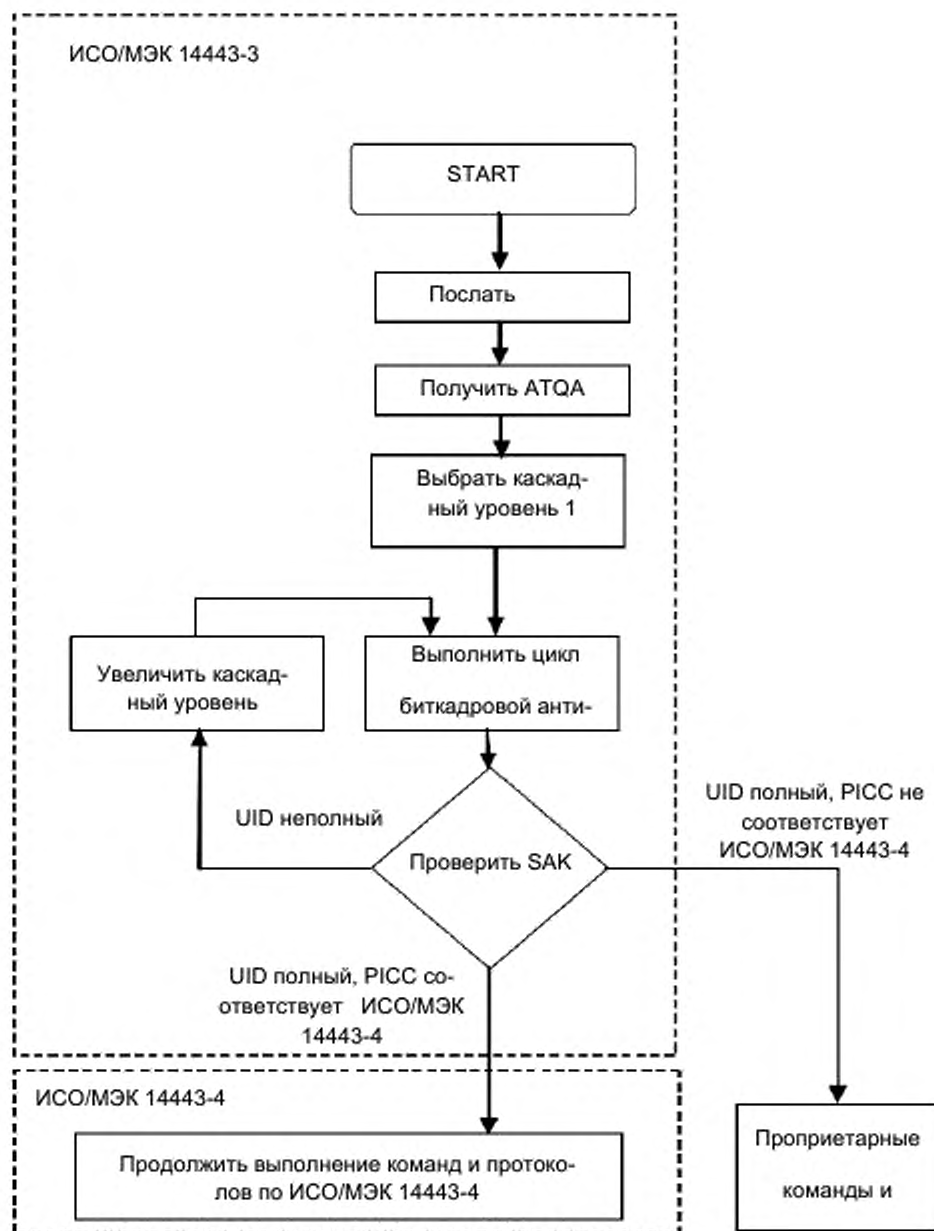 ИСО/МЭК 14443-3
START
Послать
Получить ATQA
Выбрать каскад-
ный уровень 1
Увеличить каскад-
ный уровень
Выполнить цикл
биткадровой анти-
UID неполный
Проверить SAK
UID полный, PICC не
соответствует
ИСО/МЭК 14443-4
UID полный, PICC со-
ответствует ИСО/МЭК
14443-4
ИСО/МЭК 14443-4
Продолжить выполнение команд и протоко-
лов по ИСО/МЭК 14443-4
Проприетарные
команды и